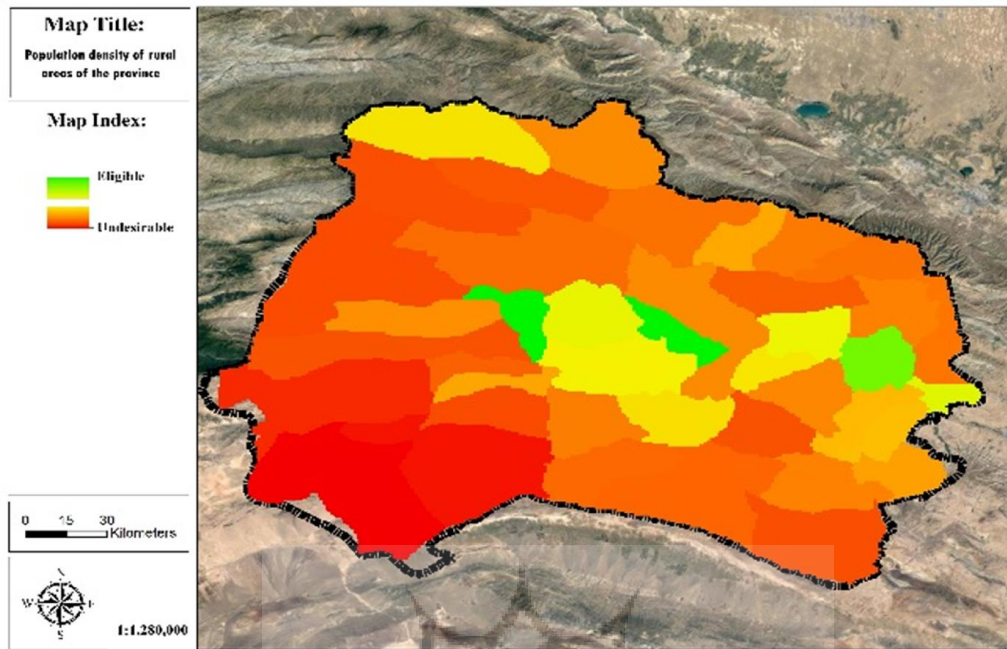 Map Title:
Population density of rural
areas of the province
Map Index:
Eligible
Undesirable
0 15 30
Kilometers
N
W E
S
1:1.280,000